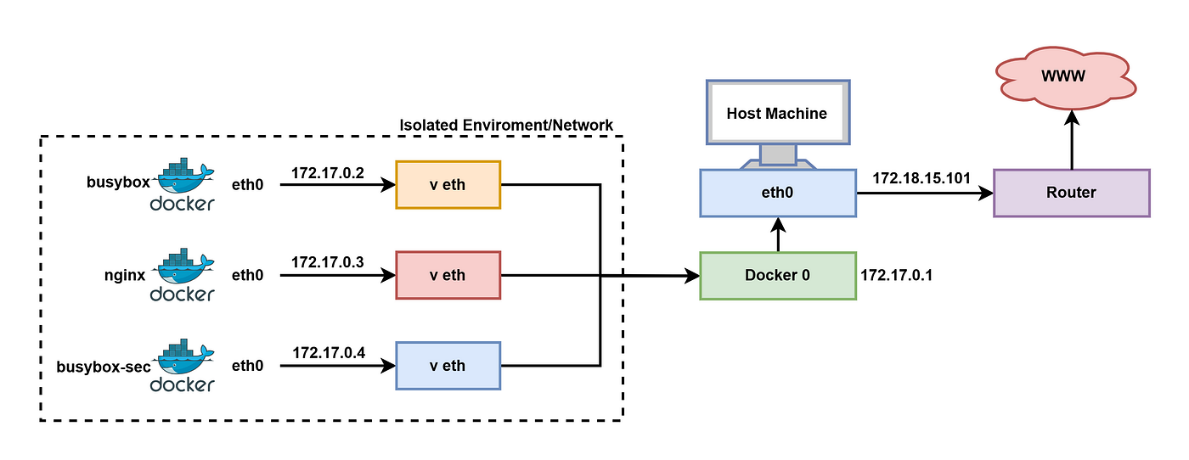 WWW
Host Machine
Isolated Enviroment/Network
busybox
docker
eth0
172.17.0.2
v eth
eth0
172.18.15.101
Router
nginx
docker
eth0
172.17.0.3
v eth
Docker 0
172.17.0.1
busybox-sec
docker
eth0
172.17.0.4
v eth